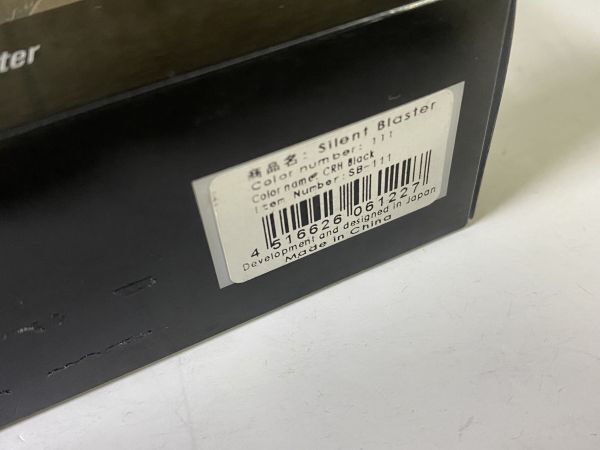 ter
商品名: Silent Blaster
Color number: 111
Color name: CRH Black
Item Number: SB-111
4 516626 061227
Development and designed in Japan
Made in China